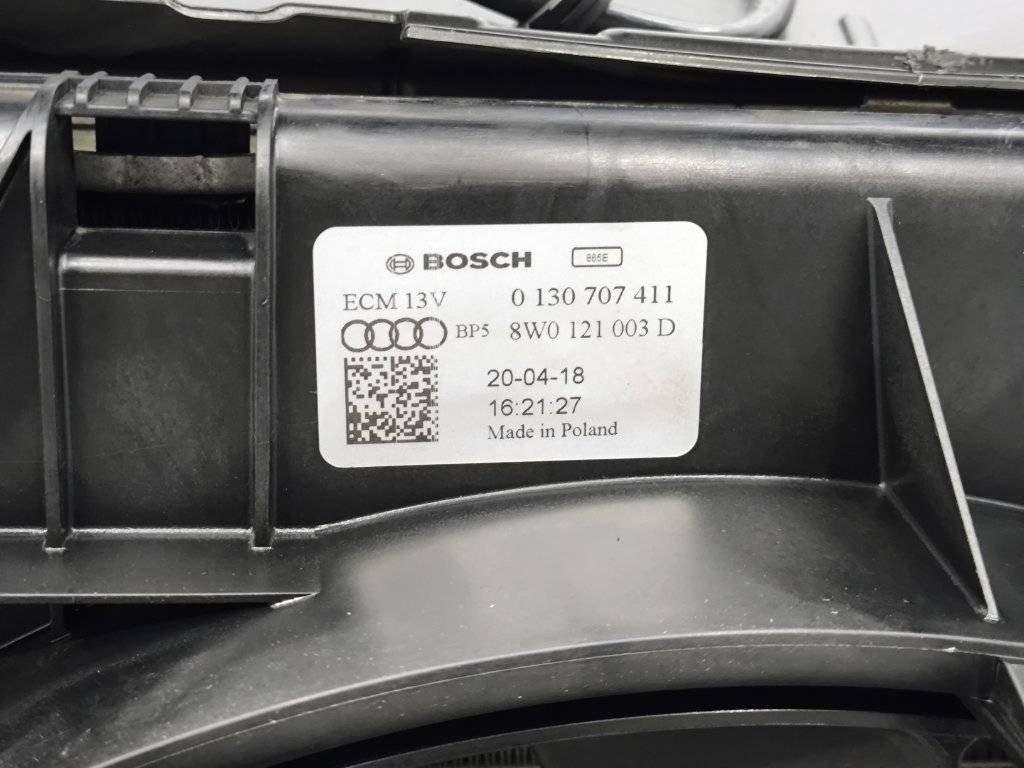 BOSCH 865E
ECM 13V 0 130 707 411
BP5 8W0 121 003 D
20-04-18
16:21:27
Made in Poland